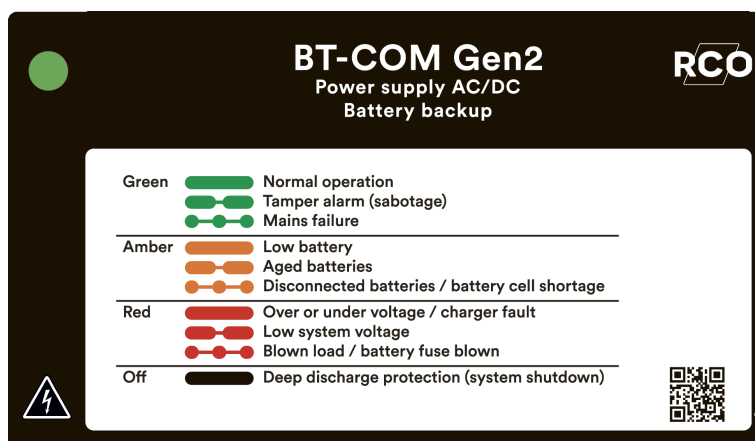 BT-COM Gen2
RCO
Power supply AC/DC
Battery backup
Green Normal operation
Tamper alarm (sabotage)
Mains failure
Amber Low battery
Aged batteries
Disconnected batteries / battery cell shortage
Red Over or under voltage / charger fault
Low system voltage
Blown load / battery fuse blown
Off Deep discharge protection (system shutdown)